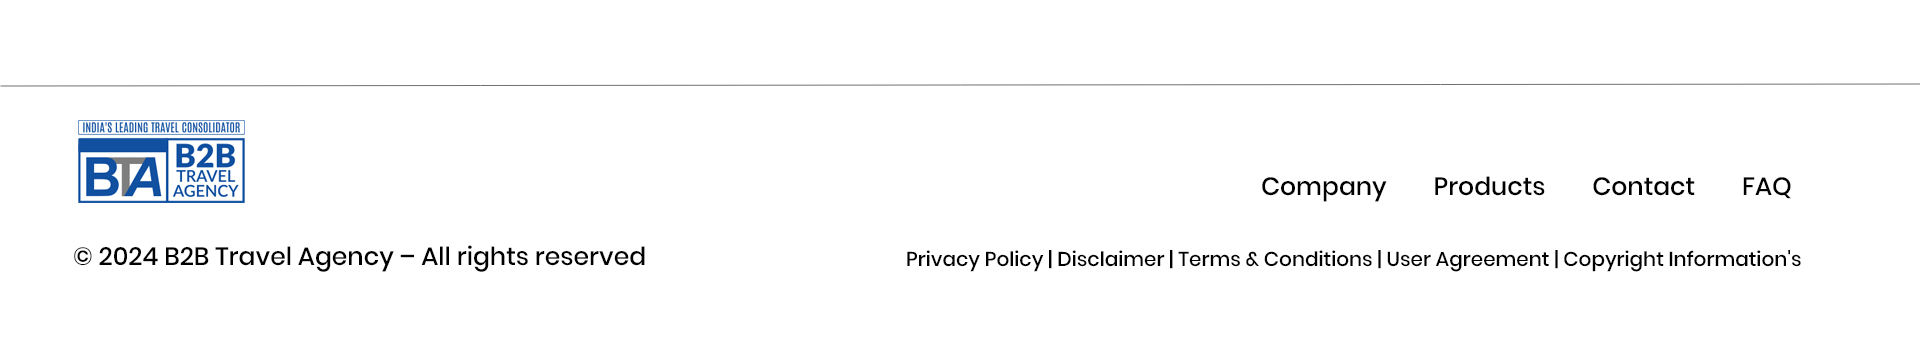 INDIA'S LEADING TRAVEL CONSOLIDATOR
BTA
B2B
TRAVEL
AGENCY
Company Products Contact FAQ
© 2024 B2B Travel Agency – All rights reserved
Privacy Policy | Disclaimer | Terms & Conditions | User Agreement | Copyright Information's